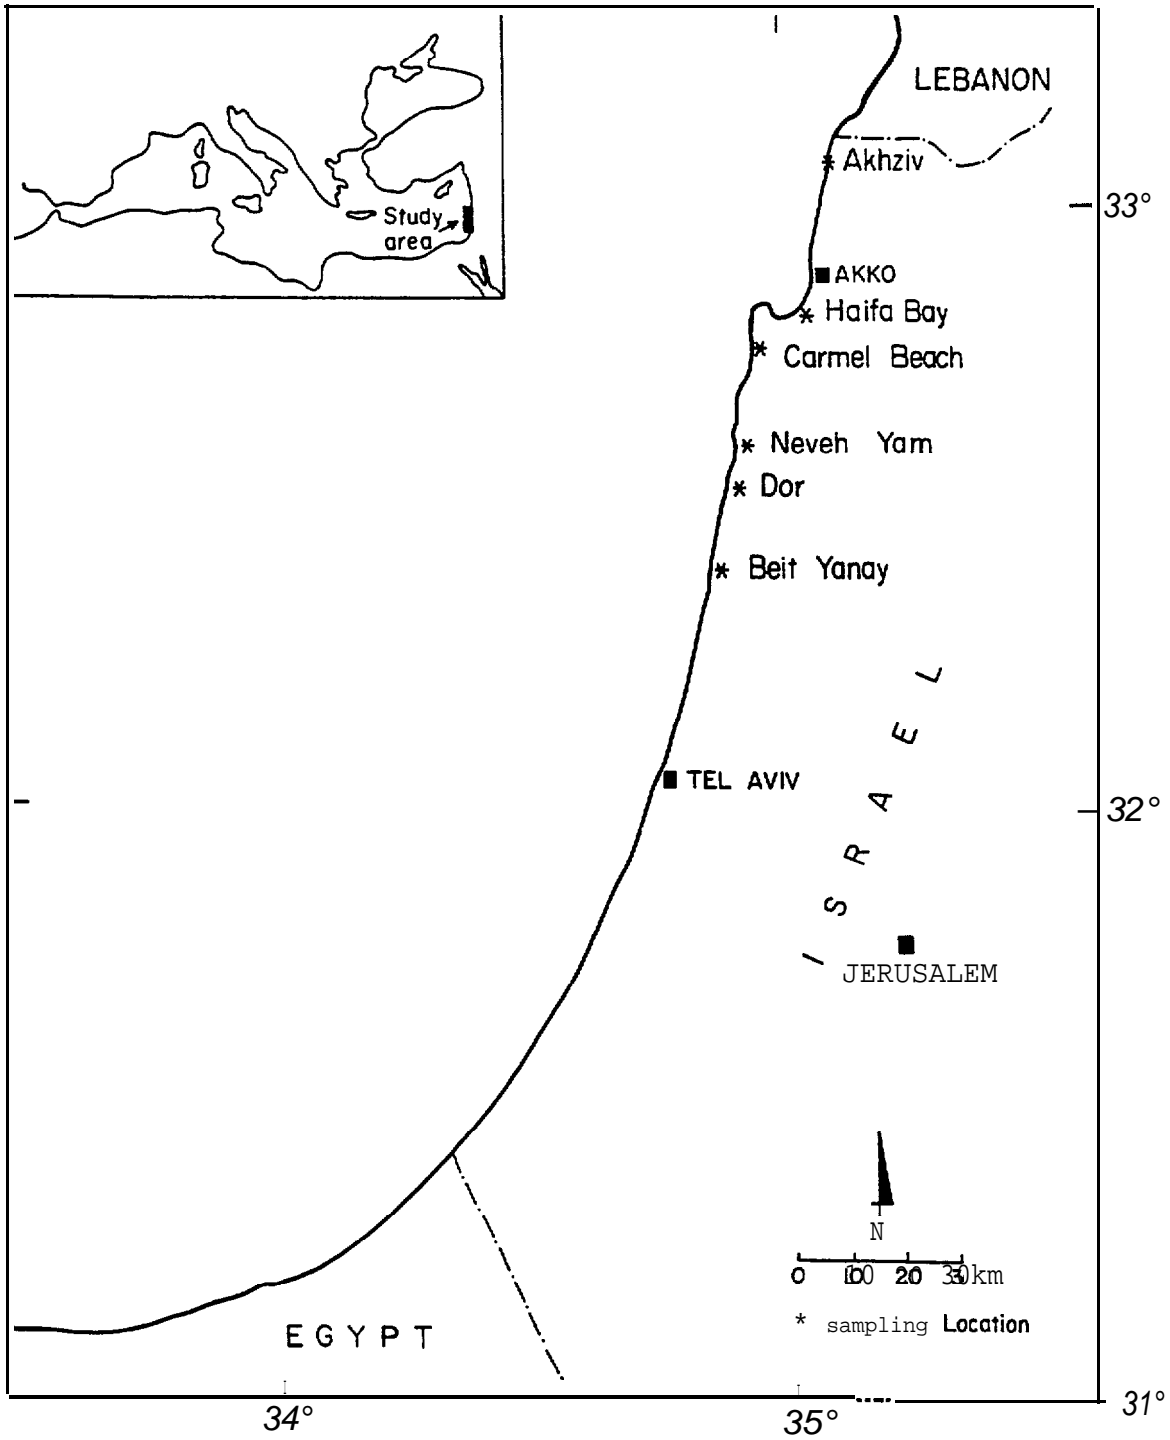 LEBANON
Akhziv
33°
Study
area
AKKO
Haifa Bay
Carmel Beach
Neveh Yam
Dor
Beit Yanay
ISRAEL
TEL AVIV
32°
JERUSALEM
N
0 10 20 30km
* sampling Location
EGYPT
31°
34°
35°